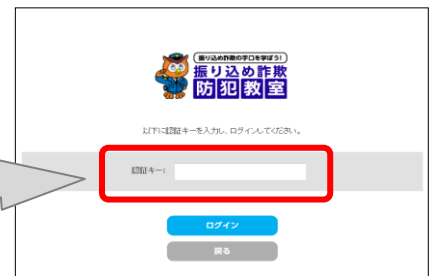 振り込め詐欺の手口を学ぼう!
振り込め詐欺
防犯教室
以下に認証キーを入力し、ログインしてください。
認証キー:
ログイン
戻る